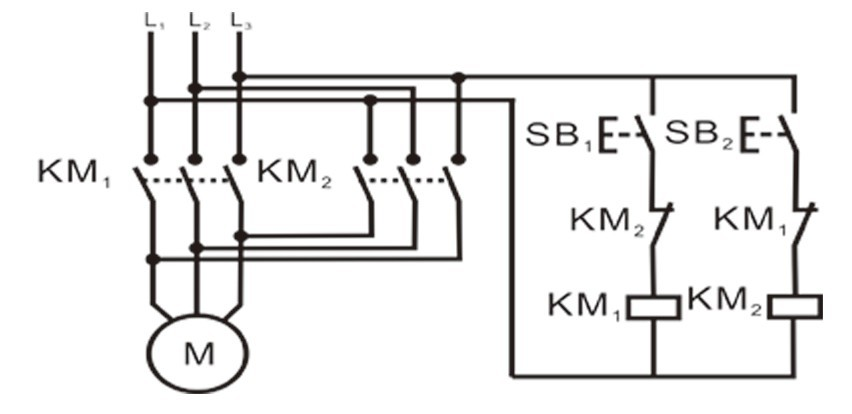 L₁ L₂ L₃
SB₁ SB₂
KM₁ KM₂
KM₂ KM₁
KM₁ KM₂
M